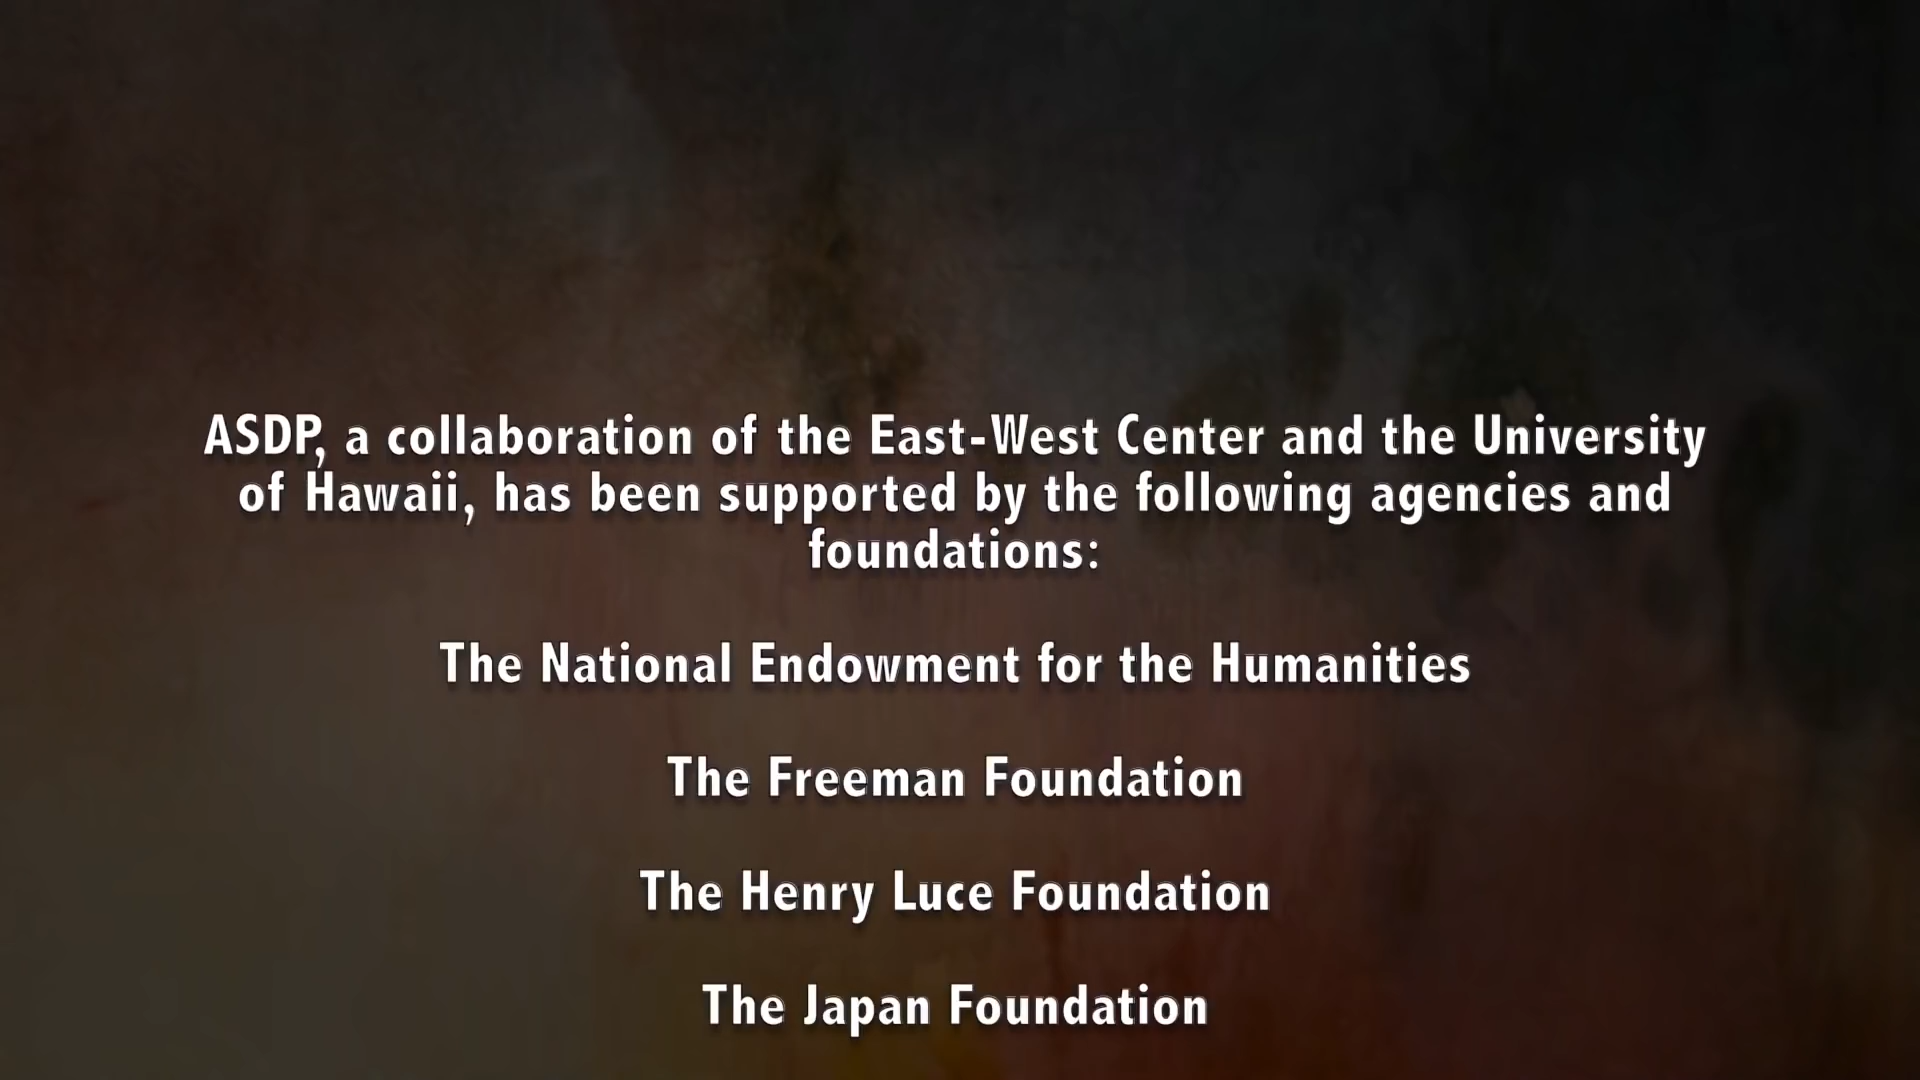 ASDP, a collaboration of the East-West Center and the University
of Hawaii, has been supported by the following agencies and
foundations:
The National Endowment for the Humanities
The Freeman Foundation
The Henry Luce Foundation
The Japan Foundation